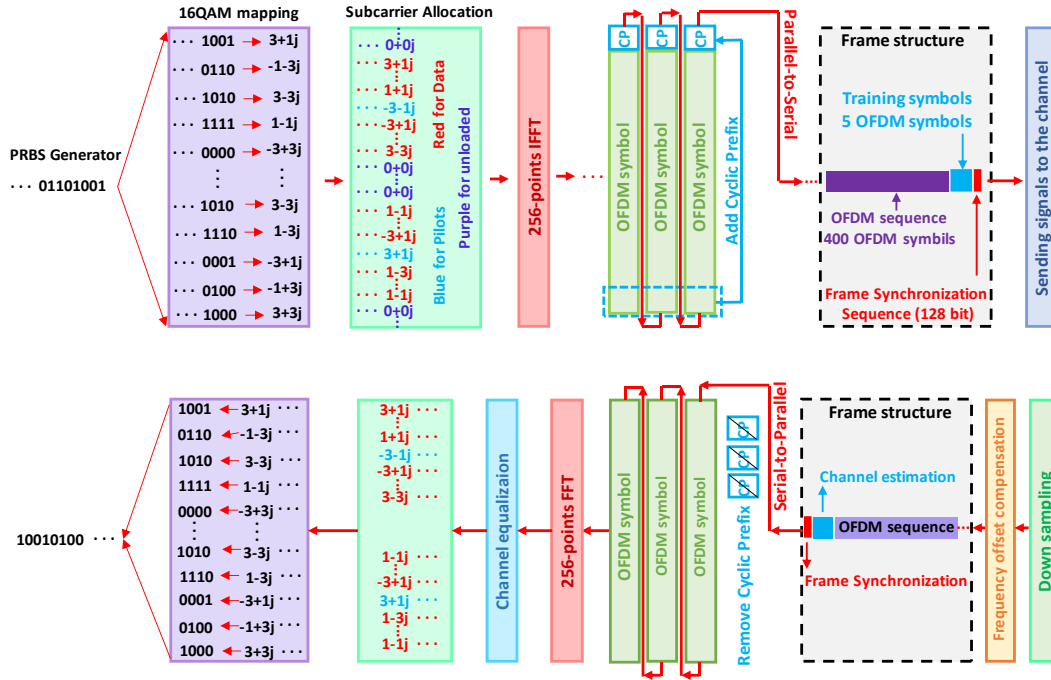 16QAM mapping
Subcarrier Allocation
PRBS Generator
··· 01101001
··· 1001 → 3+1j
··· 0110 → -1-3j
··· 1010 → 3-3j
··· 1111 → 1-1j
··· 0000 → -3+3j
··· 1010 → 3-3j
··· 1110 → 1-3j
··· 0001 → -3+1j
··· 0100 → -1+3j
··· 1000 → 3+3j
0+0j
3+1j
1+1j
-3-1j
-3+1j
3-3j
0+0j
0+0j
1-1j
-3+1j
3+1j
1-3j
1-1j
0+0j
Red for Data
Purple for unloaded
Blue for Pilots
256-points IFFT
CP
CP
CP
OFDM symbol
OFDM symbol
OFDM symbol
Add Cyclic Prefix
Parallel-to-Serial
Frame structure
Training symbols
5 OFDM symbols
OFDM sequence
400 OFDM symbils
Frame Synchronization
Sequence (128 bit)
Sending signals to the channel
10010100 ···
1001 ← 3+1j ···
0110 ← -1-3j ···
1010 ← 3-3j ···
1111 ← 1-1j ···
0000 ← -3+3j ···
1010 ← 3-3j ···
1110 ← 1-3j ···
0001 ← -3+1j ···
0100 ← -1+3j ···
1000 ← 3+3j ···
3+1j ···
1+1j ···
-3-1j ···
-3+1j ···
3-3j ···
1-1j ···
-3+1j ···
3+1j ···
1-3j ···
1-1j ···
Channel equalizaion
256-points FFT
OFDM symbol
OFDM symbol
OFDM symbol
CP
CP
CP
Remove Cyclic Prefix
Serial-to-Parallel
Frame structure
Channel estimation
OFDM sequence
Frame Synchronization
Frequency offset compensation
Down sampling